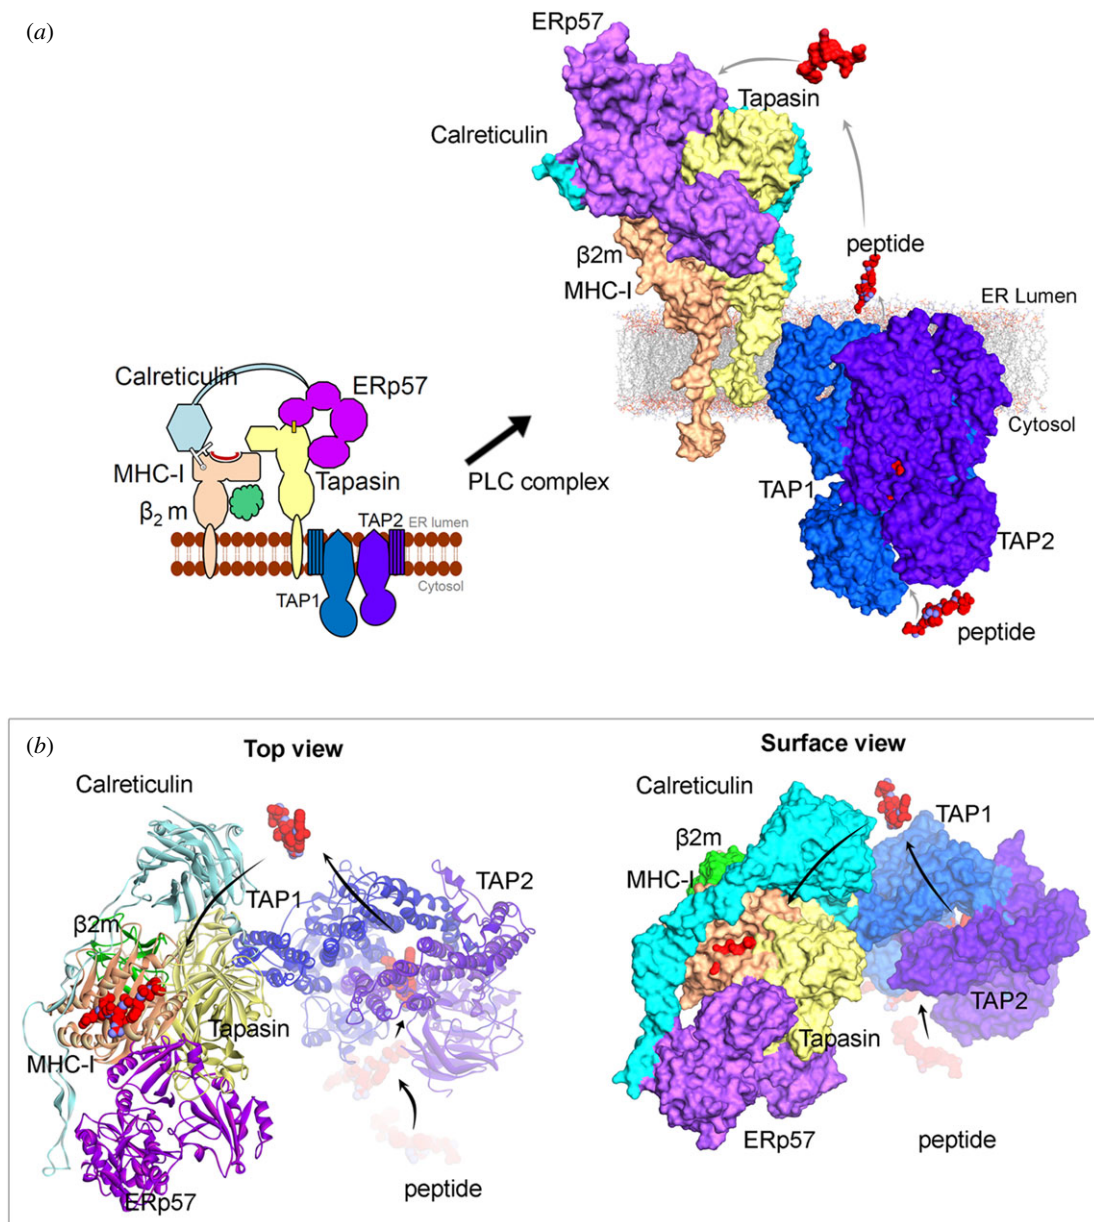 (a)
ERp57
Tapasin
Calreticulin
peptide
β2m
MHC-I
ER Lumen
Cytosol
TAP1
TAP2
peptide
Calreticulin
ERp57
MHC-I
Tapasin
β2 m
TAP2
ER lumen
TAP1
Cytosol
PLC complex
(b)
Top view
Calreticulin
TAP1
TAP2
β2m
Tapasin
MHC-I
ERp57
peptide
Surface view
Calreticulin
TAP1
β2m
MHC-I
TAP2
Tapasin
ERp57
peptide